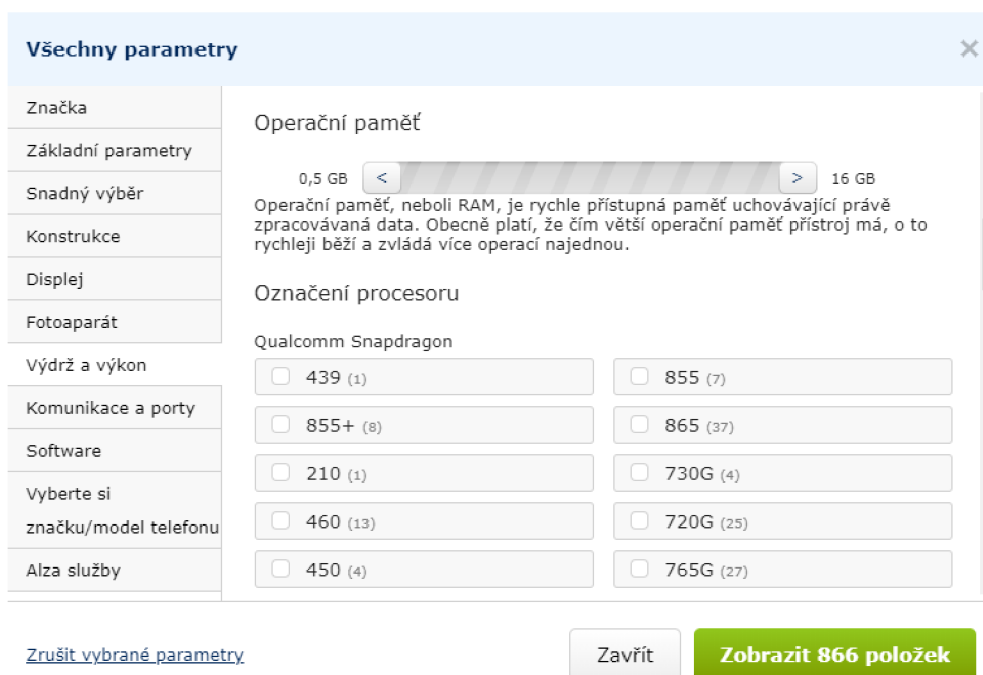 Všechny parametry
×
Značka
Základní parametry
Snadný výběr
Konstrukce
Displej
Fotoaparát
Výdrž a výkon
Komunikace a porty
Software
Vyberte si
značku/model telefonu
Alza služby
Operační paměť
0,5 GB < > 16 GB
Operační paměť, neboli RAM, je rychle přístupná paměť uchovávající právě
zpracovávaná data. Obecně platí, že čím větší operační paměť přístroj má, o to
rychleji běží a zvládá více operací najednou.
Označení procesoru
Qualcomm Snapdragon
439 (1)
855 (7)
855+ (8)
865 (37)
210 (1)
730G (4)
460 (13)
720G (25)
450 (4)
765G (27)
Zrušit vybrané parametry
Zavřít
Zobrazit 866 položek